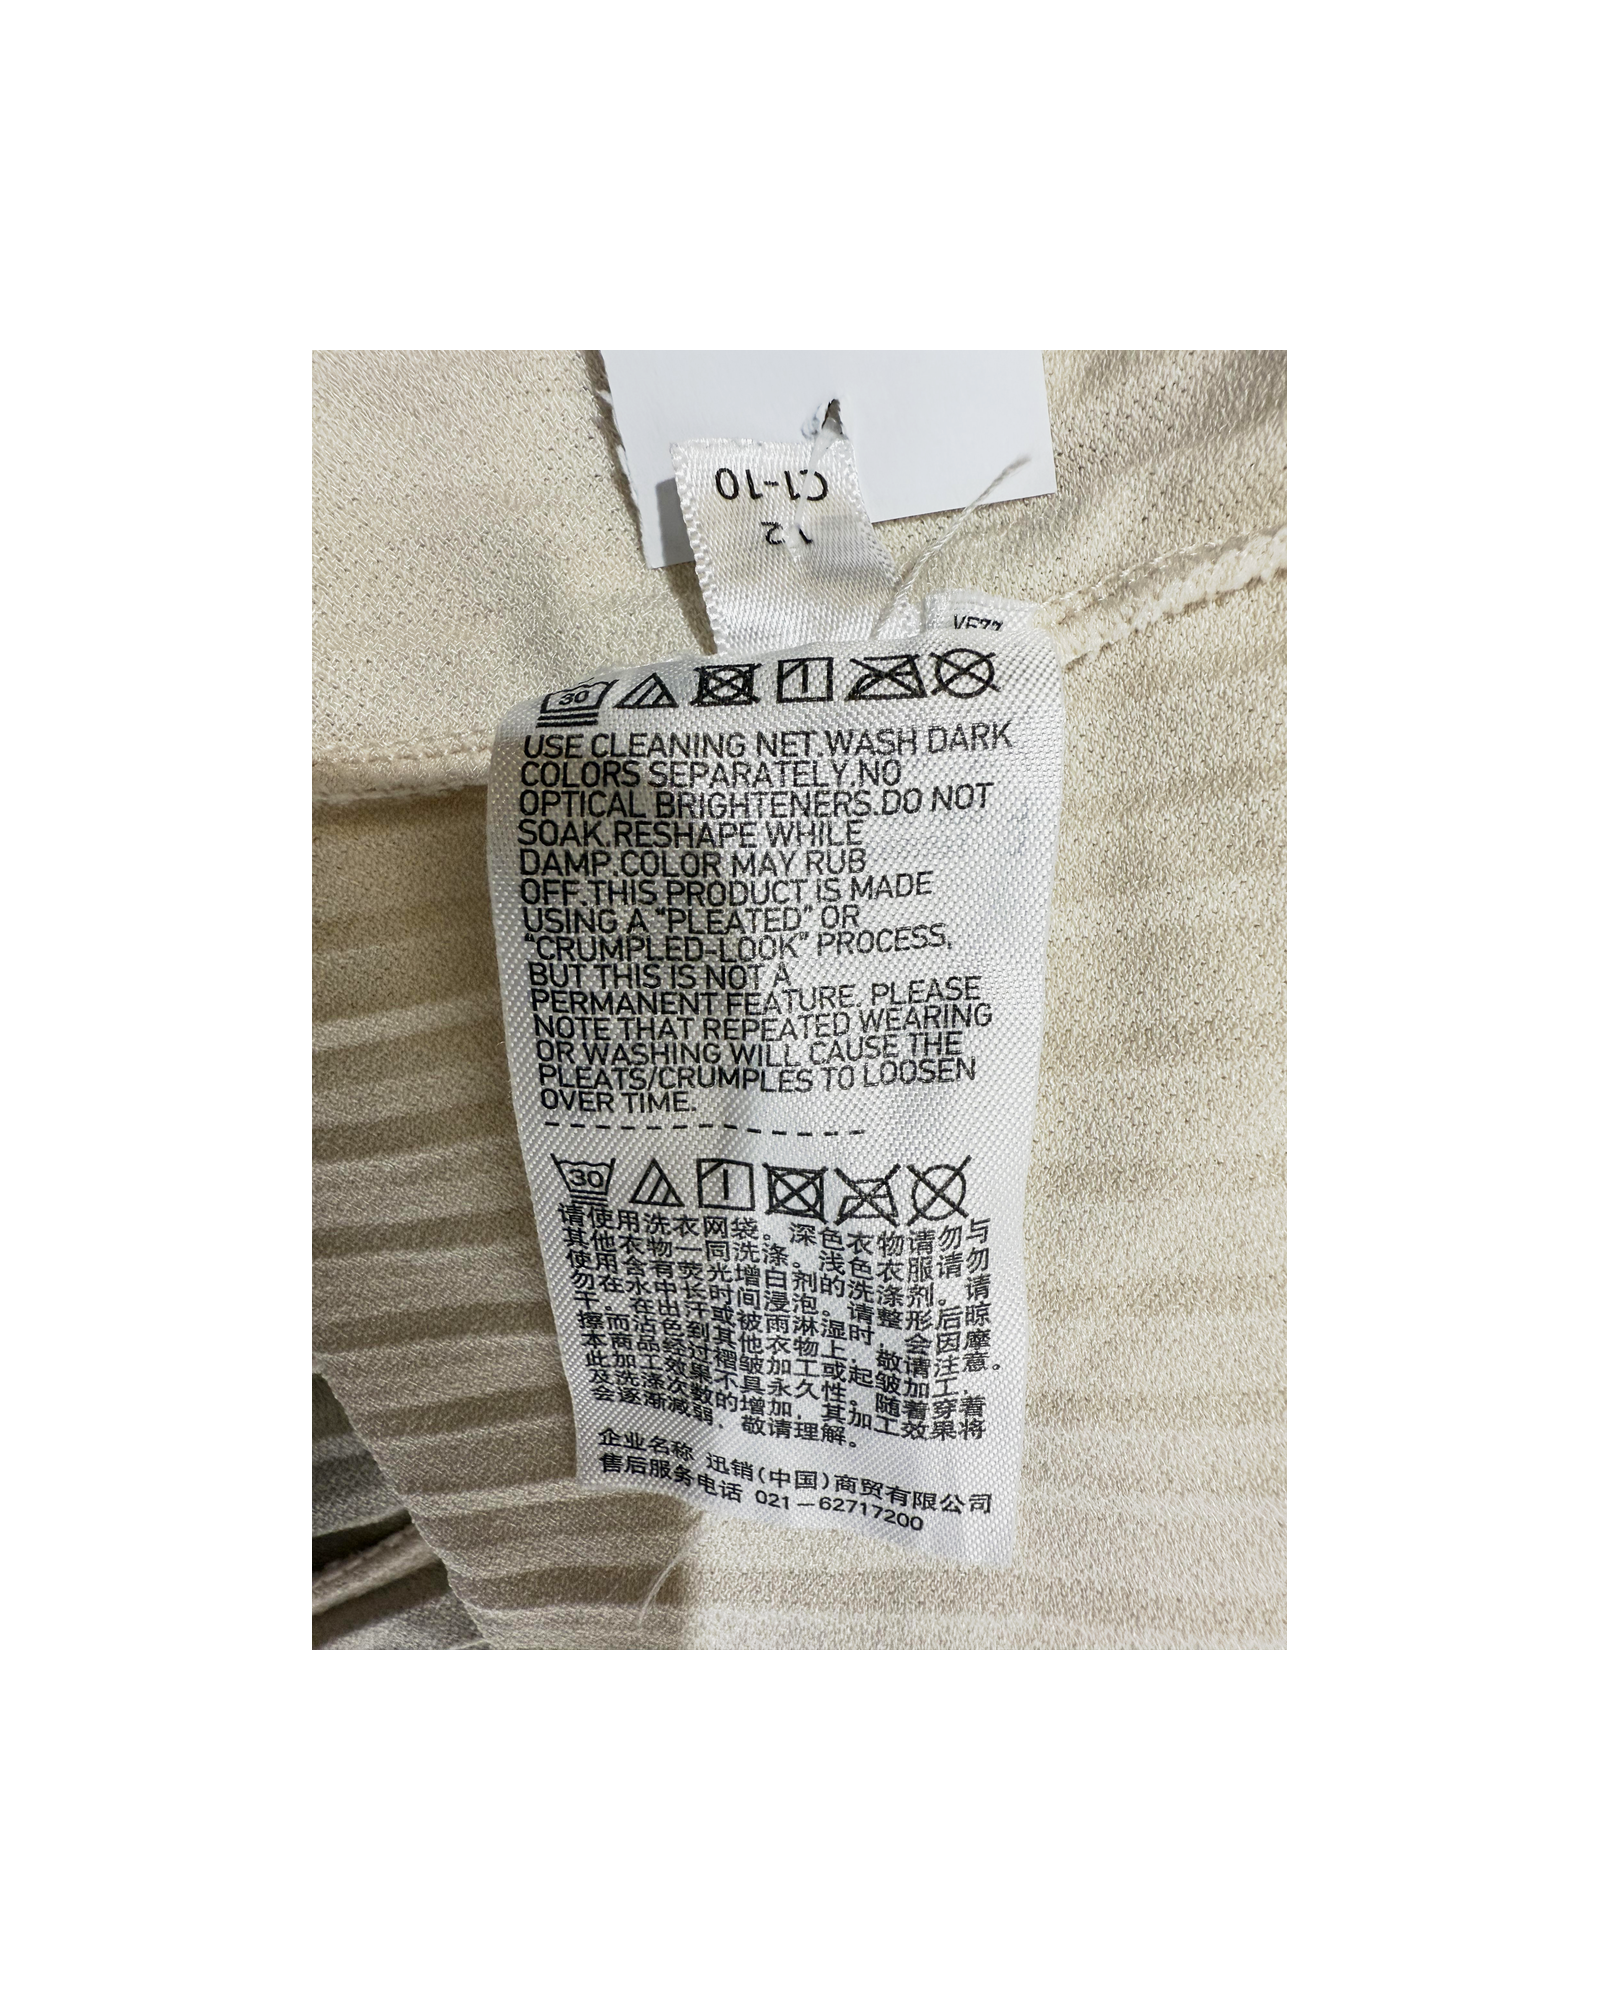 C1-10
30
USE CLEANING NET.WASH DARK
COLORS SEPARATELY.NO
OPTICAL BRIGHTENERS.DO NOT
SOAK.RESHAPE WHILE
DAMP.COLOR MAY RUB
OFF.THIS PRODUCT IS MADE
USING A "PLEATED" OR
"CRUMPLED-LOOK" PROCESS,
BUT THIS IS NOT A
PERMANENT FEATURE. PLEASE
NOTE THAT REPEATED WEARING
OR WASHING WILL CAUSE THE
PLEATS/CRUMPLES TO LOOSEN
OVER TIME.
30
请使用洗衣网袋。深色衣物请勿与
其他衣物一同洗涤。浅色衣服请勿
使用含有荧光增白剂的洗涤剂。请
勿在水中长时间浸泡。请整形后晾
干。在出汗或被雨淋湿时，会因摩
擦而沾色到其他衣物上，敬请注意。
本商品经过褶皱加工或起皱加工，
此加工效果不具永久性。随着穿着
及洗涤次数的增加，其加工效果将
会逐渐减弱，敬请理解。
企业名称 迅销(中国)商贸有限公司
售后服务电话 021-62717200